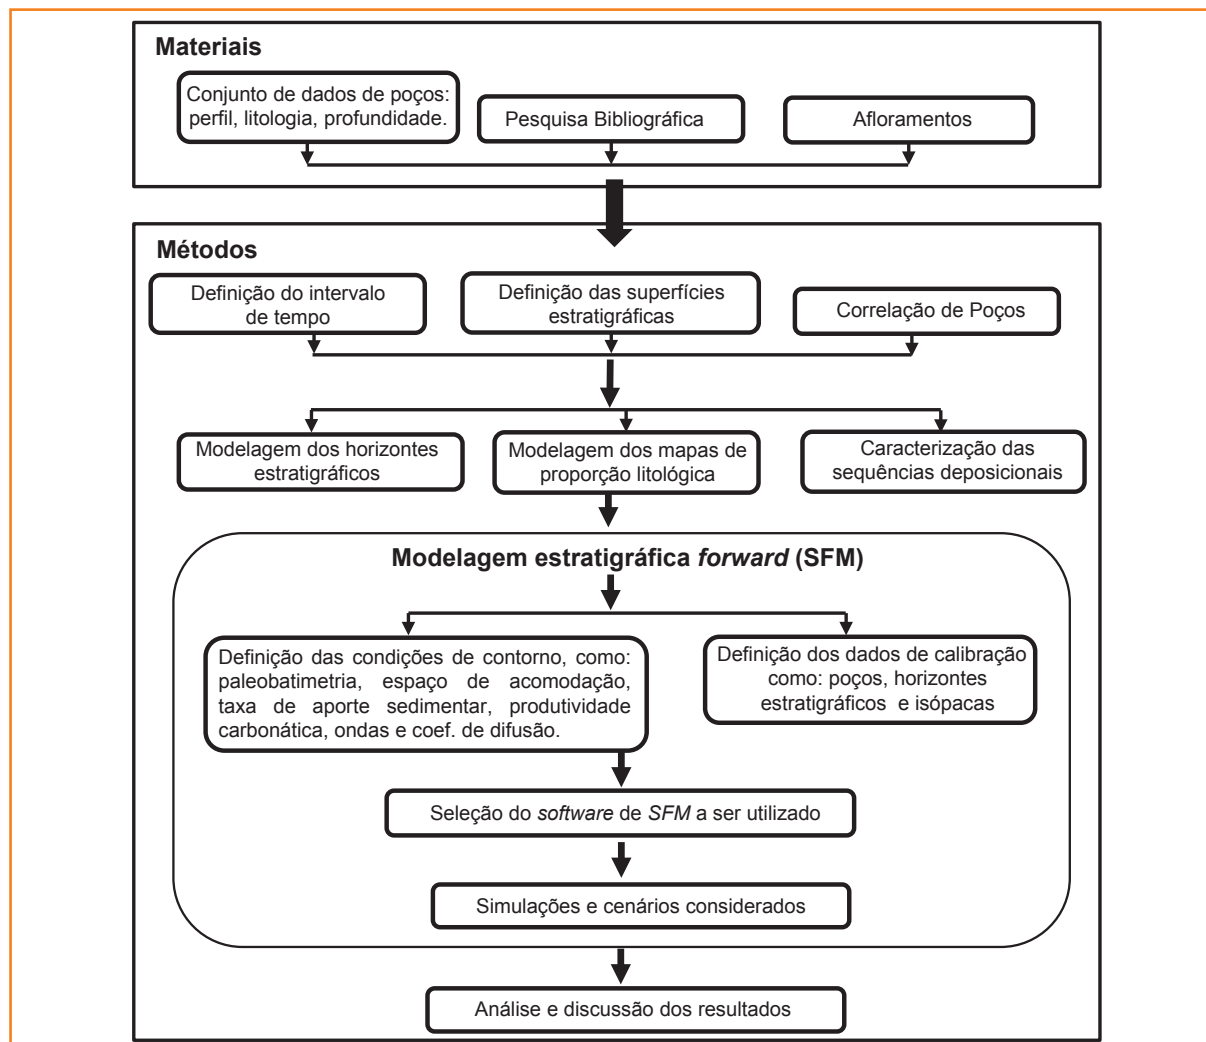 Materiais
Conjunto de dados de poços:
perfil, litologia, profundidade.
Pesquisa Bibliográfica
Afloramentos
Métodos
Definição do intervalo
de tempo
Definição das superfícies
estratigráficas
Correlação de Poços
Modelagem dos horizontes
estratigráficos
Modelagem dos mapas de
proporção litológica
Caracterização das
sequências deposicionais
Modelagem estratigráfica forward (SFM)
Definição das condições de contorno, como:
paleobatimetria, espaço de acomodação,
taxa de aporte sedimentar, produtividade
carbonática, ondas e coef. de difusão.
Definição dos dados de calibração
como: poços, horizontes
estratigráficos e isópacas
Seleção do software de SFM a ser utilizado
Simulações e cenários considerados
Análise e discussão dos resultados